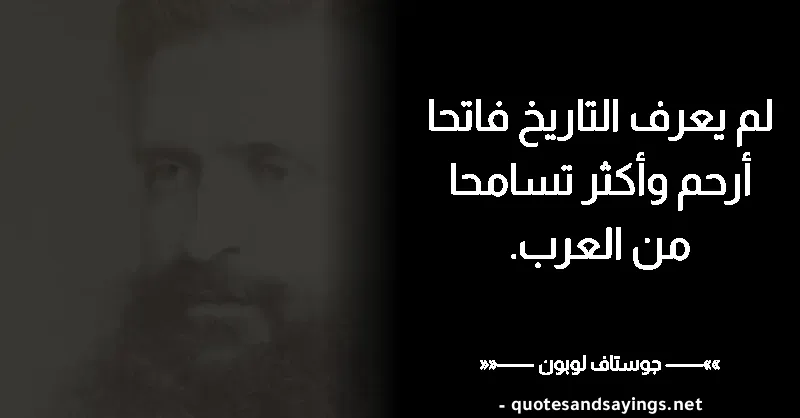 لم يعرف التاريخ فاتحا
أرحم وأكثر تسامحا
من العرب.
»»—— جوستاف لوبون ——««
- quotesandsayings.net